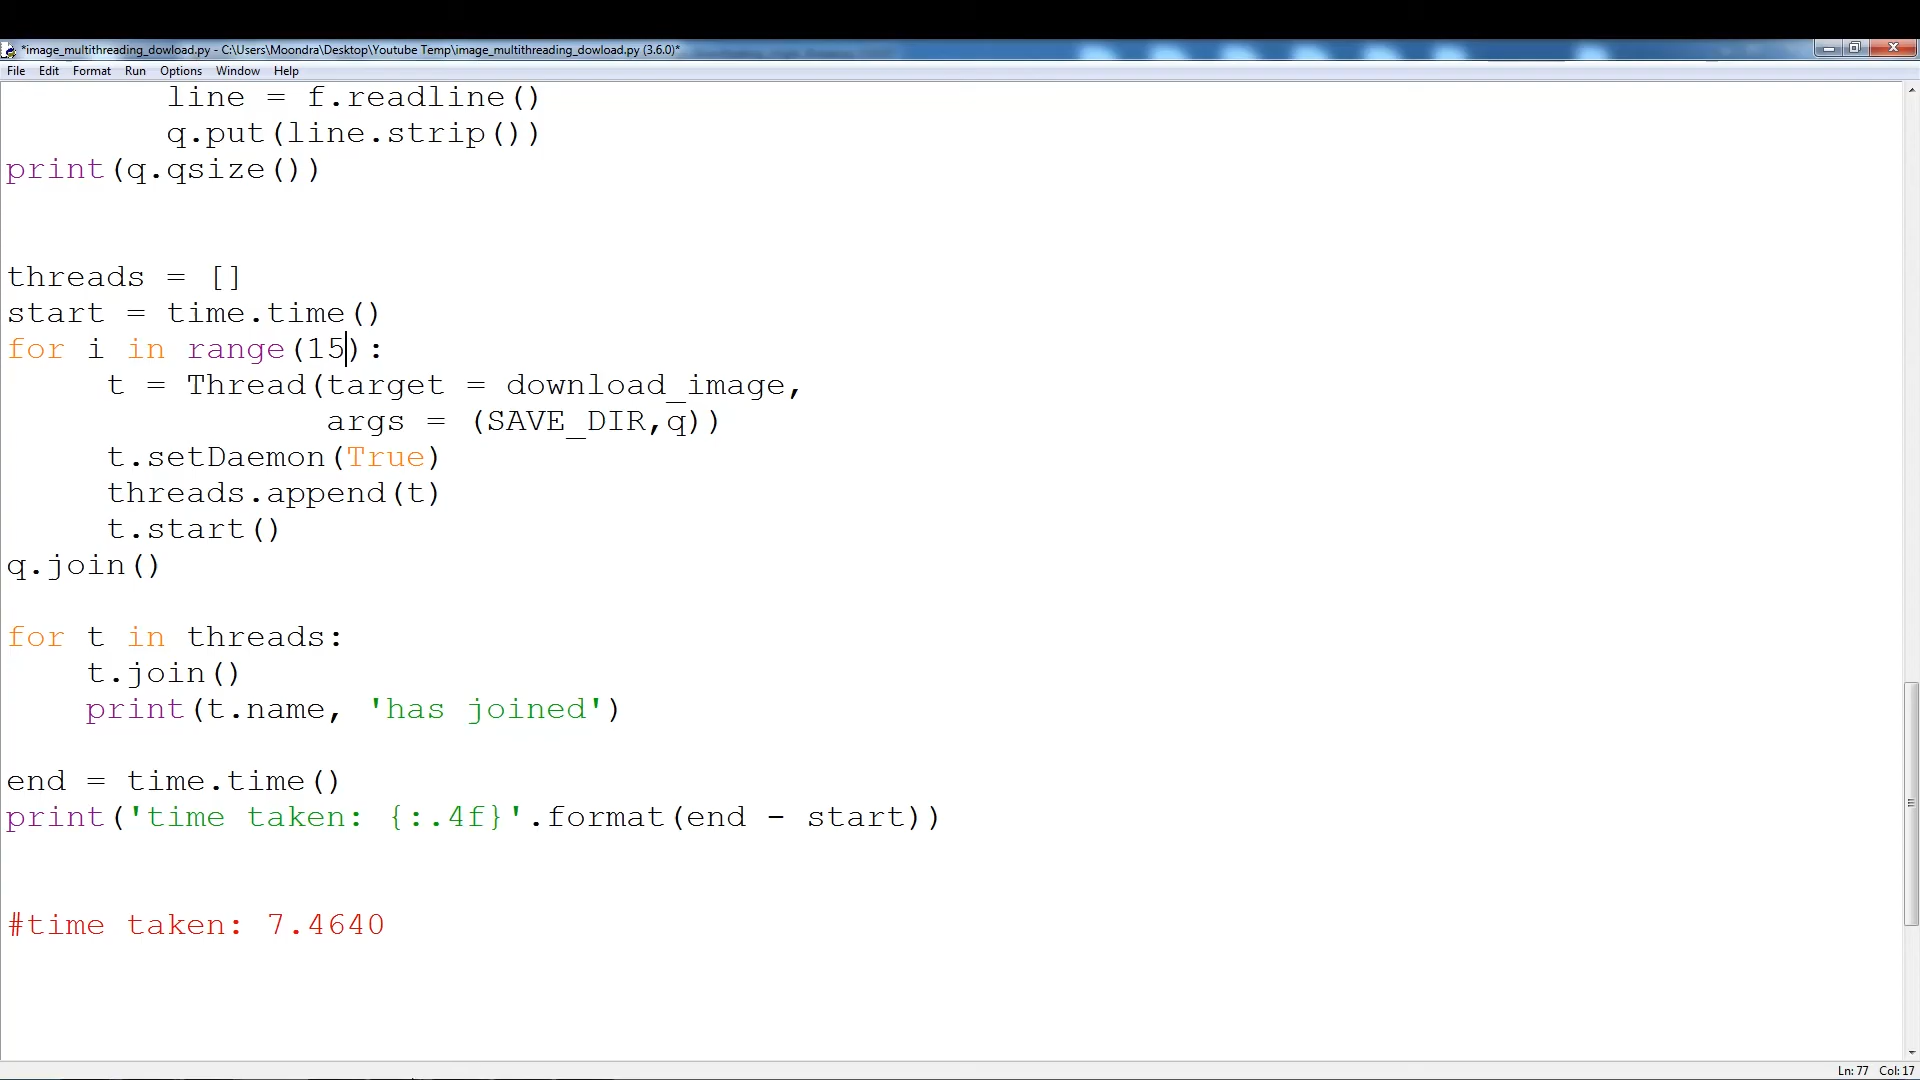 *image_multithreading_dowload.py - C:\Users\Moondra\Desktop\Youtube Temp\image_multithreading_dowload.py (3.6.0)*
File Edit Format Run Options Window Help
line = f.readline()
q.put(line.strip())
print(q.qsize())
threads = []
start = time.time()
for i in range(15):
t = Thread(target = download_image,
args = (SAVE_DIR,q))
t.setDaemon(True)
threads.append(t)
t.start()
q.join()
for t in threads:
t.join()
print(t.name, 'has joined')
end = time.time()
print('time taken: {:.4f}'.format(end - start))
#time taken: 7.4640
Ln: 77 Col: 17